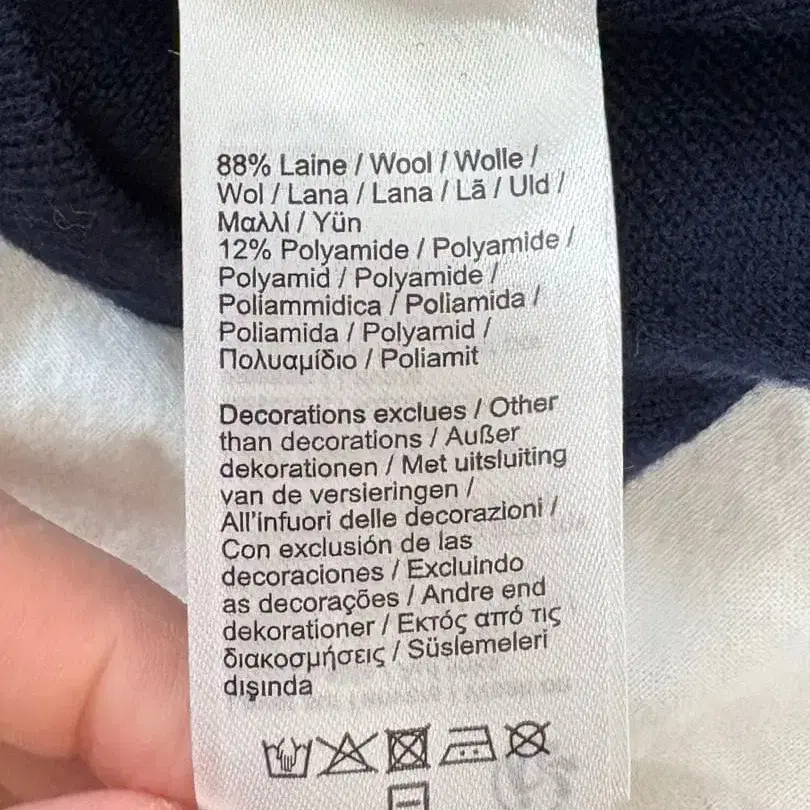 88% Laine / Wool / Wolle /
Wol / Lana / Lana / Lã / Uld /
Μαλλί / Yün
12% Polyamide / Polyamide /
Polyamid / Polyamide /
Poliammidica / Poliamida /
Poliamida / Polyamid /
Πολυαμίδιο / Poliamit
Decorations exclues / Other
than decorations / Außer
dekorationen / Met uitsluiting
van de versieringen /
All'infuori delle decorazioni /
Con exclusión de las
decoraciones / Excluindo
as decorações / Andre end
dekorationer / Εκτός από τις
διακοσμήσεις / Süslemeleri
dışında